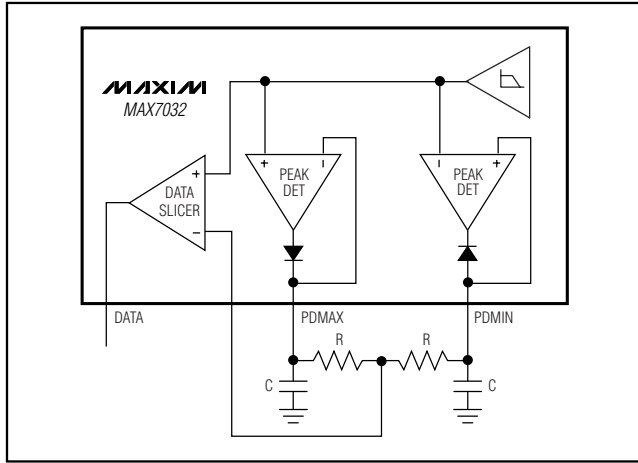 MAXIM
MAX7032
+
-
PEAK
DET
-
+
PEAK
DET
+
DATA
SLICER
-
DATA
PDMAX
PDMIN
R
R
C
C